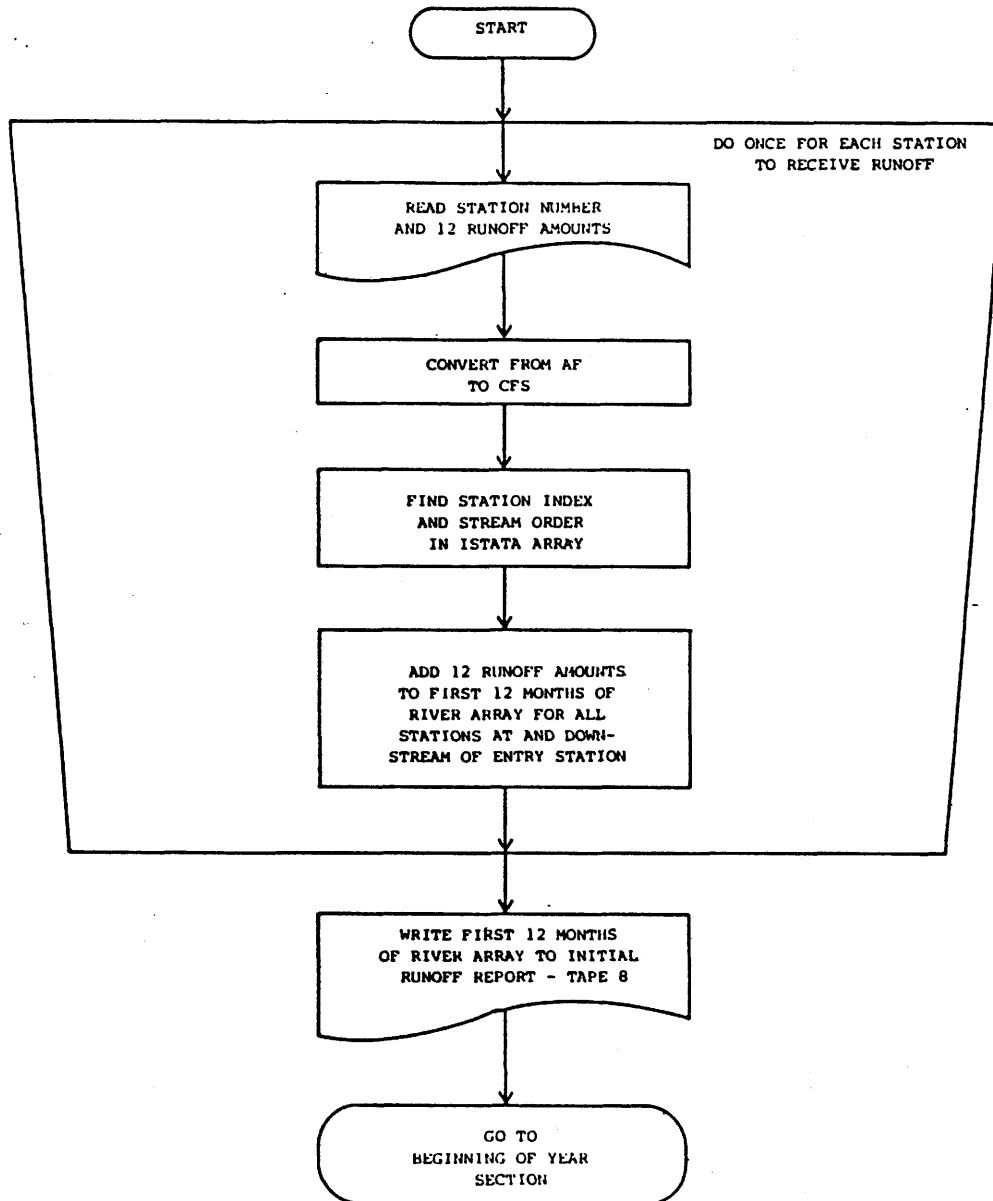 START
DO ONCE FOR EACH STATION
TO RECEIVE RUNOFF
READ STATION NUMBER
AND 12 RUNOFF AMOUNTS
CONVERT FROM AF
TO CFS
FIND STATION INDEX
AND STREAM ORDER
IN ISTATA ARRAY
ADD 12 RUNOFF AMOUNTS
TO FIRST 12 MONTHS OF
RIVER ARRAY FOR ALL
STATIONS AT AND DOWN-
STREAM OF ENTRY STATION
WRITE FIRST 12 MONTHS
OF RIVER ARRAY TO INITIAL
RUNOFF REPORT - TAPE 8
GO TO
BEGINNING OF YEAR
SECTION